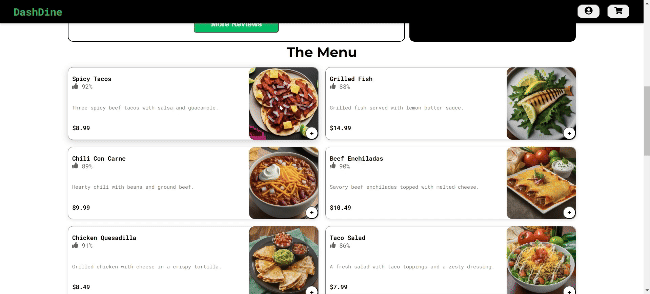 DashDine
More Reviews
The Menu
Spicy Tacos
92%
Three spicy beef tacos with salsa and guacamole.
$8.99
+
Grilled Fish
88%
Grilled fish served with lemon butter sauce.
$14.99
+
Chili Con Carne
89%
Hearty chili with beans and ground beef.
$9.99
+
Beef Enchiladas
90%
Savory beef enchiladas topped with melted cheese.
$10.49
+
Chicken Quesadilla
91%
Grilled chicken with cheese in a crispy tortilla.
$8.49
+
Taco Salad
86%
A fresh salad with taco toppings and a zesty dressing.
$7.99
+